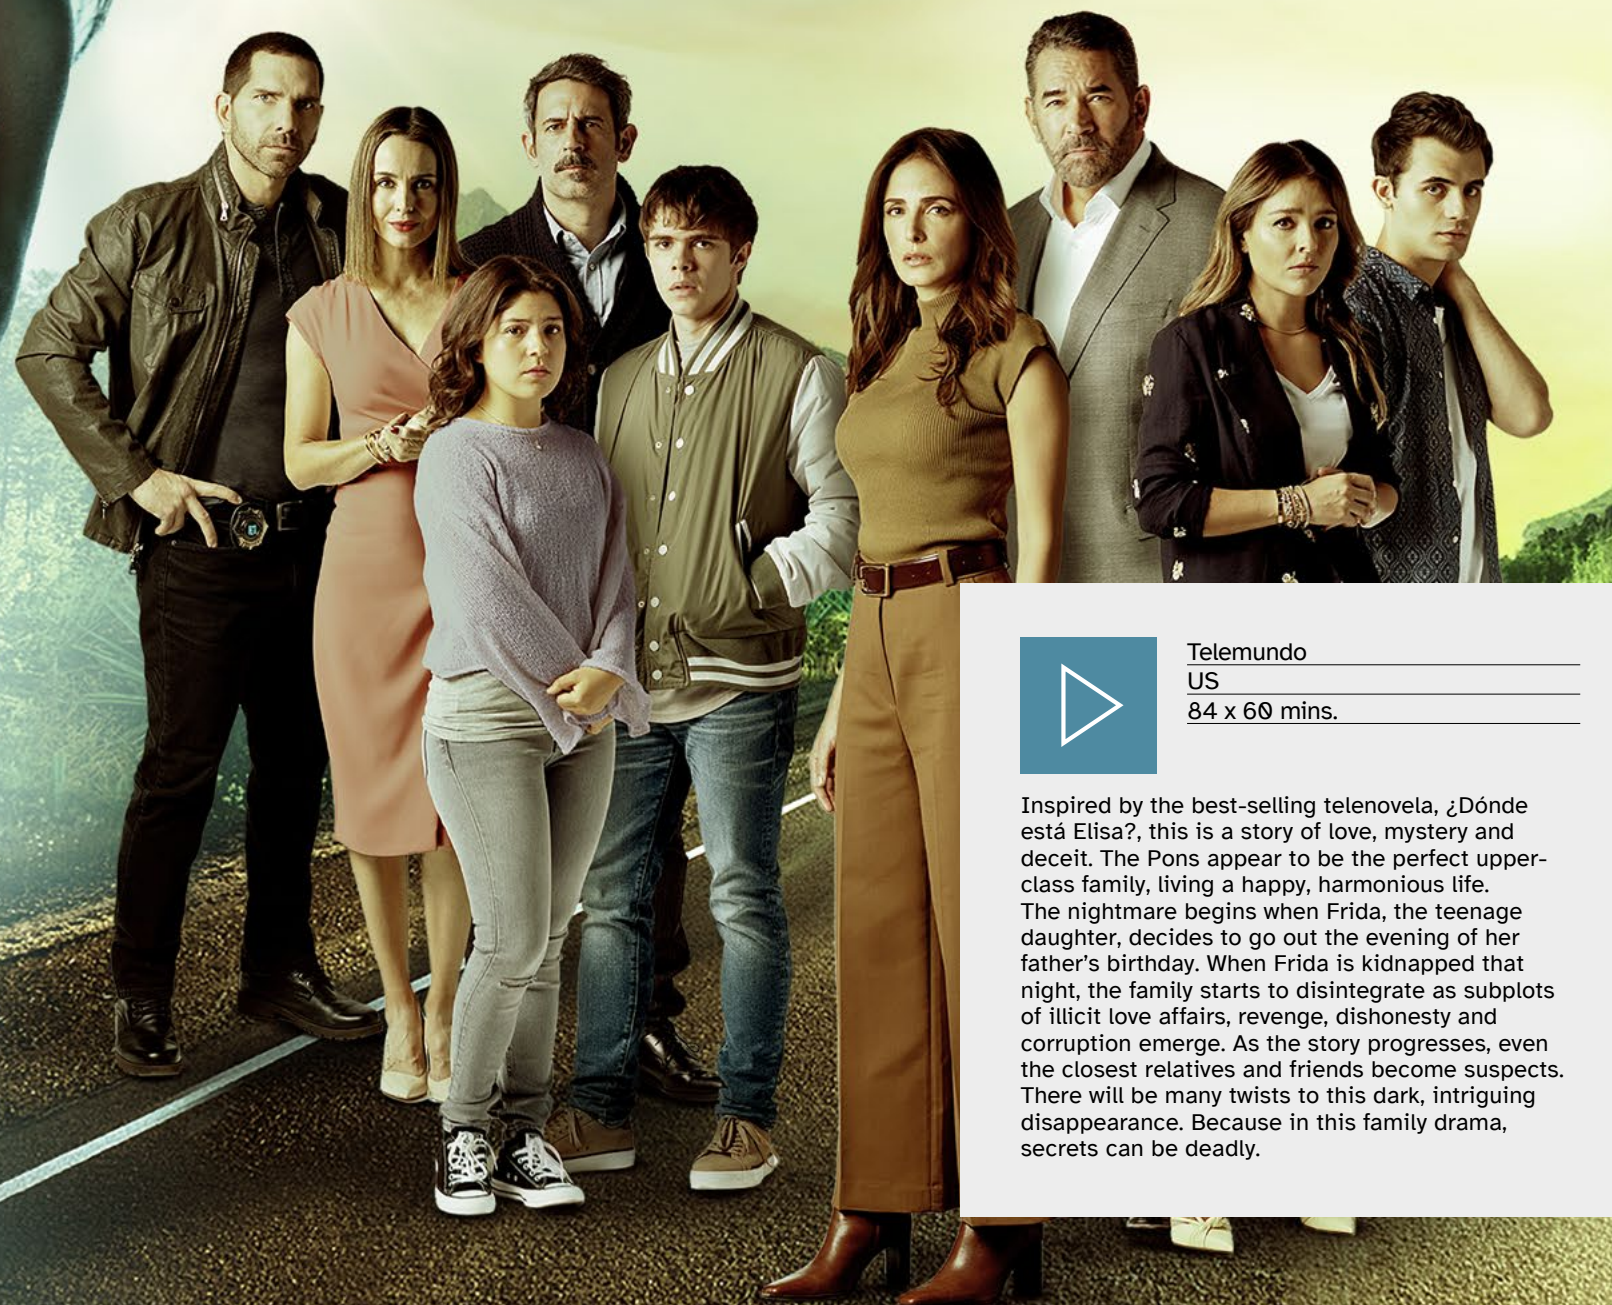 Telemundo
US
84 x 60 mins.
Inspired by the best-selling telenovela, ¿Dónde
está Elisa?, this is a story of love, mystery and
deceit. The Pons appear to be the perfect upper-
class family, living a happy, harmonious life.
The nightmare begins when Frida, the teenage
daughter, decides to go out the evening of her
father’s birthday. When Frida is kidnapped that
night, the family starts to disintegrate as subplots
of illicit love affairs, revenge, dishonesty and
corruption emerge. As the story progresses, even
the closest relatives and friends become suspects.
There will be many twists to this dark, intriguing
disappearance. Because in this family drama,
secrets can be deadly.